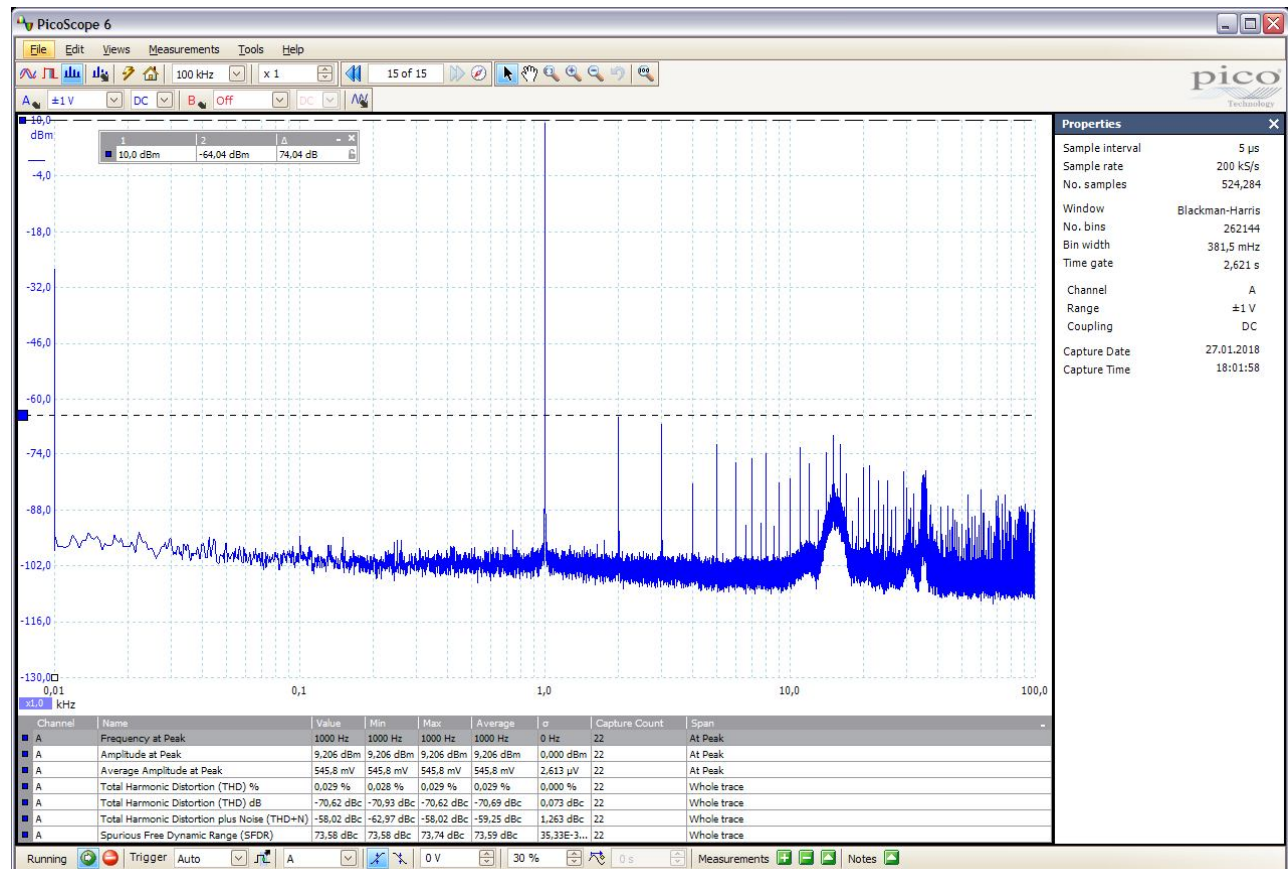 PicoScope 6
File Edit Views Measurements Tools Help
100 kHz x 1 15 of 15
pico
Technology
A ±1 V DC B Off DC
10,0
dBm
1 2 Δ
10,0 dBm -64,04 dBm 74,04 dB
-4,0
-18,0
-32,0
-46,0
-60,0
-74,0
-88,0
-102,0
-116,0
-130,0
0,01 0,1 1,0 10,0 100,0
x1,0 kHz
Properties
Sample interval 5 µs
Sample rate 200 kS/s
No. samples 524,284
Window Blackman-Harris
No. bins 262144
Bin width 381,5 mHz
Time gate 2,621 s
Channel A
Range ±1 V
Coupling DC
Capture Date 27.01.2018
Capture Time 18:01:58
Channel Name Value Min Max Average σ Capture Count Span
A Frequency at Peak 1000 Hz 1000 Hz 1000 Hz 1000 Hz 0 Hz 22 At Peak
A Amplitude at Peak 9,206 dBm 9,206 dBm 9,206 dBm 9,206 dBm 0,000 dBm 22 At Peak
A Average Amplitude at Peak 545,8 mV 545,8 mV 545,8 mV 545,8 mV 2,613 µV 22 At Peak
A Total Harmonic Distortion (THD) % 0,029 % 0,028 % 0,029 % 0,029 % 0,000 % 22 Whole trace
A Total Harmonic Distortion (THD) dB -70,62 dBc -70,93 dBc -70,62 dBc -70,69 dBc 0,073 dBc 22 Whole trace
A Total Harmonic Distortion plus Noise (THD+N) -58,02 dBc -62,97 dBc -58,02 dBc -59,25 dBc 1,263 dBc 22 Whole trace
A Spurious Free Dynamic Range (SFDR) 73,58 dBc 73,58 dBc 73,74 dBc 73,59 dBc 35,33E-3... 22 Whole trace
Running Trigger Auto A 0 V 30 % 0 s Measurements Notes